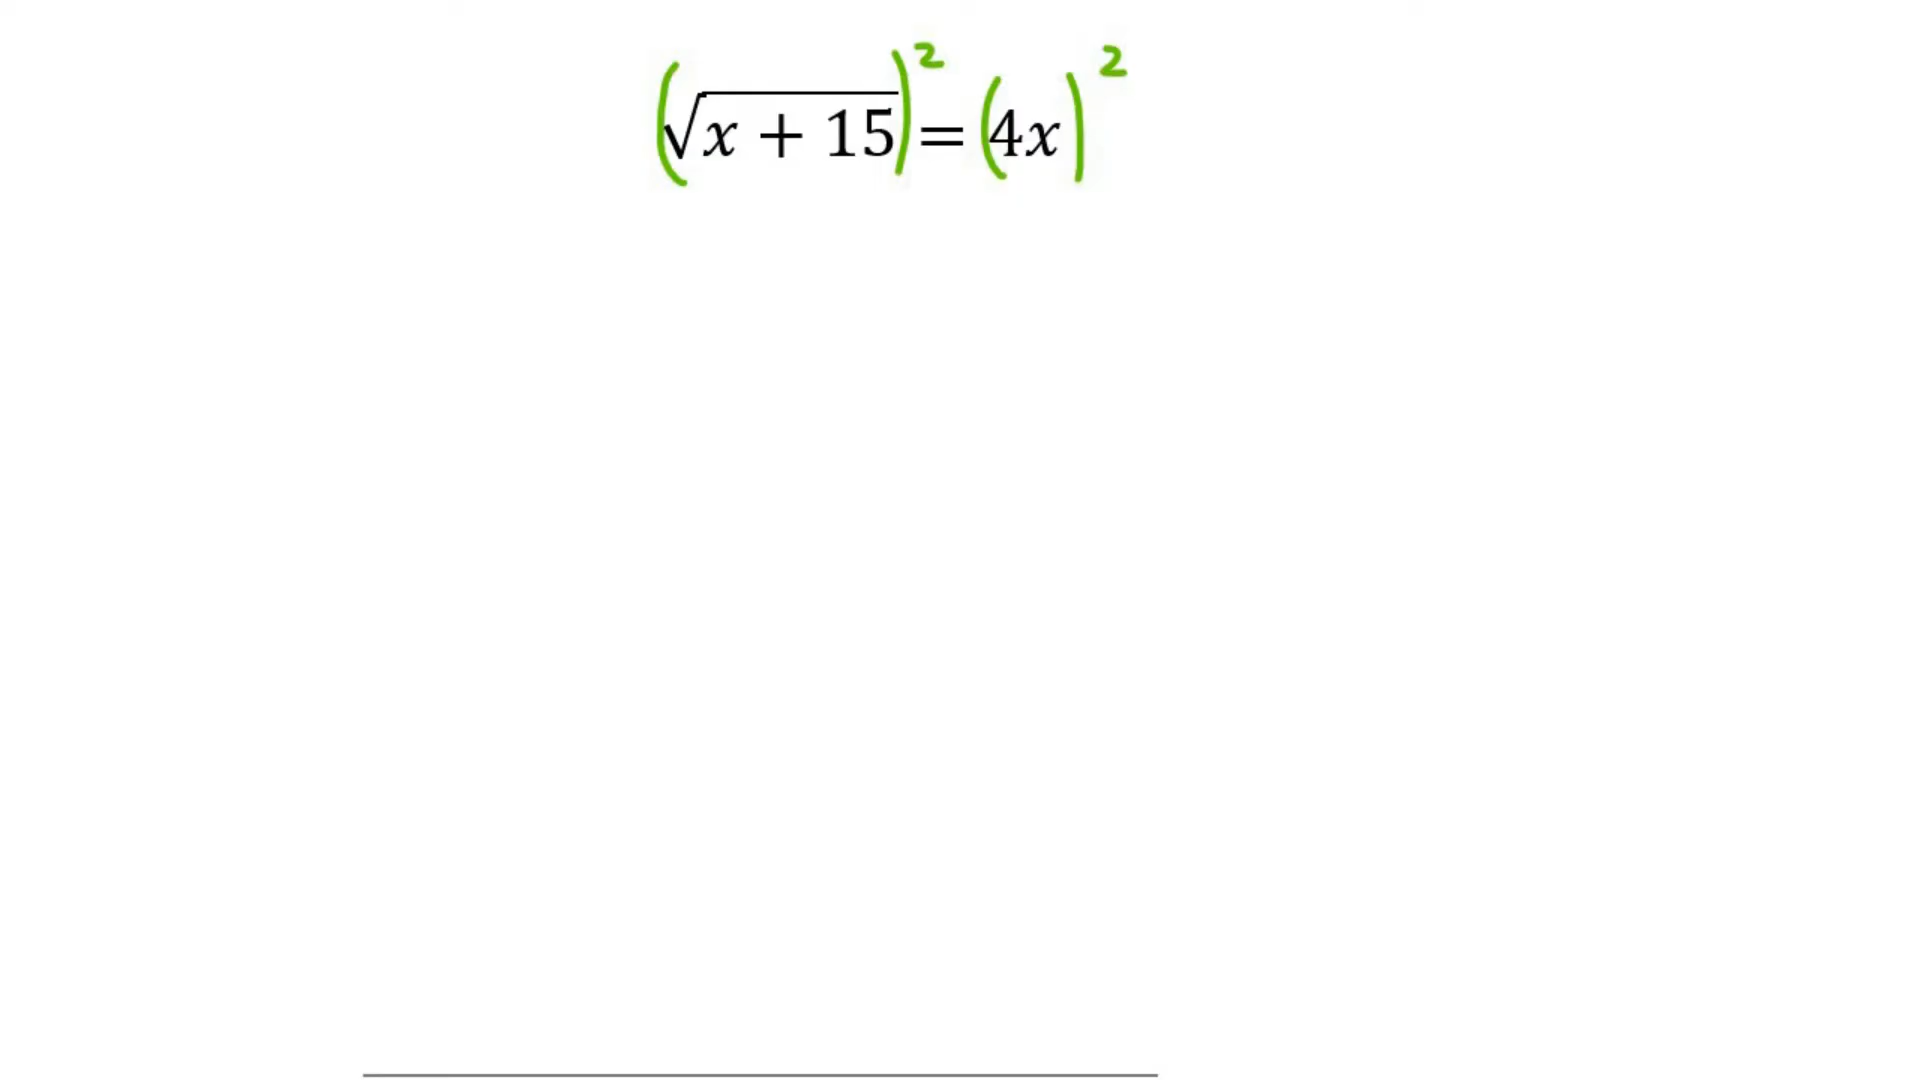 (√x + 15)² = (4x)²